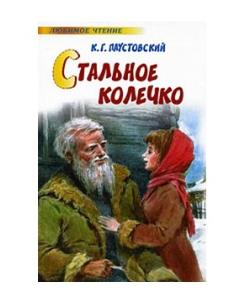 ЛЮБИМОЕ ЧТЕНИЕ
К. Г. ПАУСТОВСКИЙ
СТАЛЬНОЕ
КОЛЕЧКО